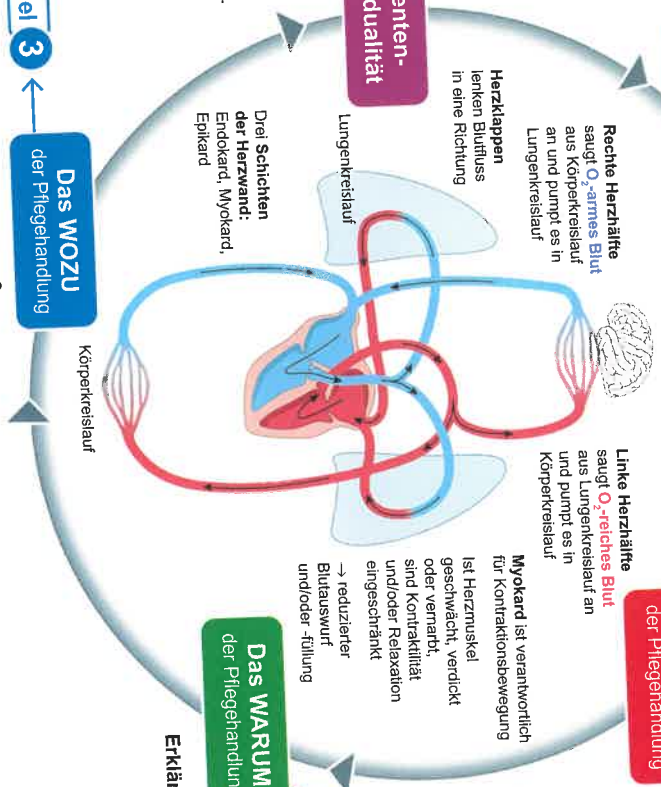 enten-
dualität
Rechte Herzhälfte
saugt O₂-armes Blut
aus Körperkreislauf
an und pumpt es in
Lungenkreislauf
Herzklappen
lenken Blutfluss
in eine Richtung
Lungenkreislauf
Drei Schichten
der Herzwand:
Endokard, Myokard,
Epikard
Linke Herzhälfte
saugt O₂-reiches Blut
aus Lungenkreislauf an
und pumpt es in
Körperkreislauf
der Pflegehandlung
Myokard ist verantwortlich
für Kontraktionsbewegung
Ist Herzmuskel
geschwächt, verdickt
oder vernarbt,
sind Kontraktilität
und/oder Relaxation
eingeschränkt
→ reduzierter
Blutauswurf
und/oder -füllung
Körperkreislauf
Das WOZU
der Pflegehandlung
el 3
Das WARUM
der Pflegehandlun
Erklär